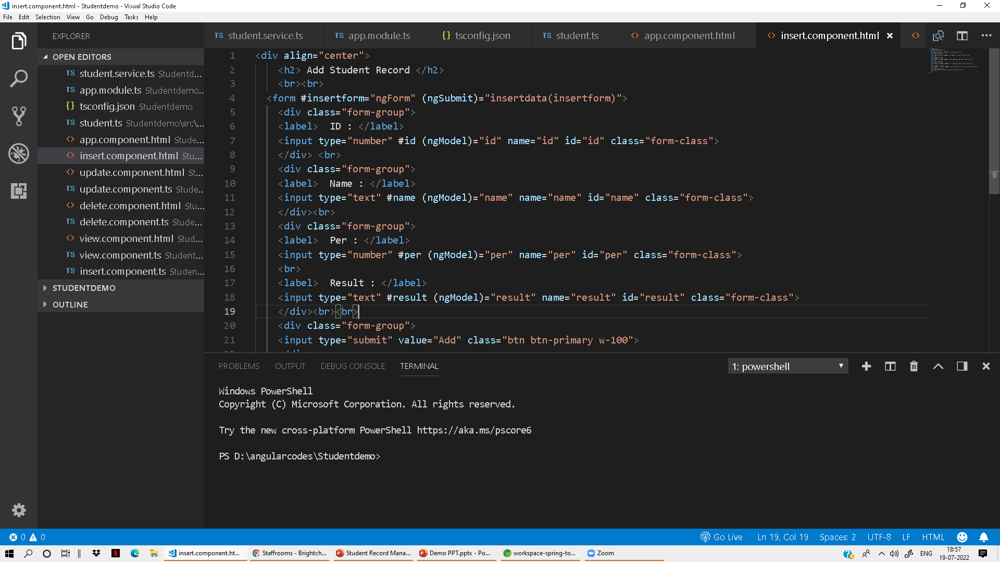 insert.component.html - Studentdemo - Visual Studio Code
File Edit Selection View Go Debug Tasks Help
EXPLORER
OPEN EDITORS
TS student.service.ts Studentd...
TS app.module.ts Studentdemo...
{} tsconfig.json Studentdemo
TS student.ts Studentdemo\src\...
<> app.component.html Stude...
<> insert.component.html Stu...
<> update.component.html St...
TS update.component.ts Stude...
<> delete.component.html Stu...
TS delete.component.ts Stude...
<> view.component.html Stud...
TS view.component.ts Student...
TS insert.component.ts Studen...
STUDENTDEMO
OUTLINE
TS student.service.ts TS app.module.ts {} tsconfig.json TS student.ts <> app.component.html <> insert.component.html <>
1 <div align="center">
2 <h2> Add Student Record </h2>
3 <br><br>
4 <form #insertform="ngForm" (ngSubmit)="insertdata(insertform)">
5 <div class="form-group">
6 <label>  ID : </label>
7 <input type="number" #id (ngModel)="id" name="id" id="id" class="form-class">
8 </div> <br>
9 <div class="form-group">
10 <label>  Name : </label>
11 <input type="text" #name (ngModel)="name" name="name" id="name" class="form-class">
12 </div><br>
13 <div class="form-group">
14 <label>  Per : </label>
15 <input type="number" #per (ngModel)="per" name="per" id="per" class="form-class">
16 <br>
17 <label>  Result : </label>
18 <input type="text" #result (ngModel)="result" name="result" id="result" class="form-class">
19 </div><br><br>
20 <div class="form-group">
21 <input type="submit" value="Add" class="btn btn-primary w-100">
PROBLEMS OUTPUT DEBUG CONSOLE TERMINAL
1: powershell
Windows PowerShell
Copyright (C) Microsoft Corporation. All rights reserved.
Try the new cross-platform PowerShell https://aka.ms/pscore6
PS D:\angularcodes\Studentdemo>
0 0
Go Live Ln 19, Col 19 Spaces: 2 UTF-8 LF HTML
insert.component.ht... Staffrooms - Brightch... Student Record Mana... Demo PPT.pptx - Po... workspace-spring-to... Zoom
ENG
18:57
19-07-2022